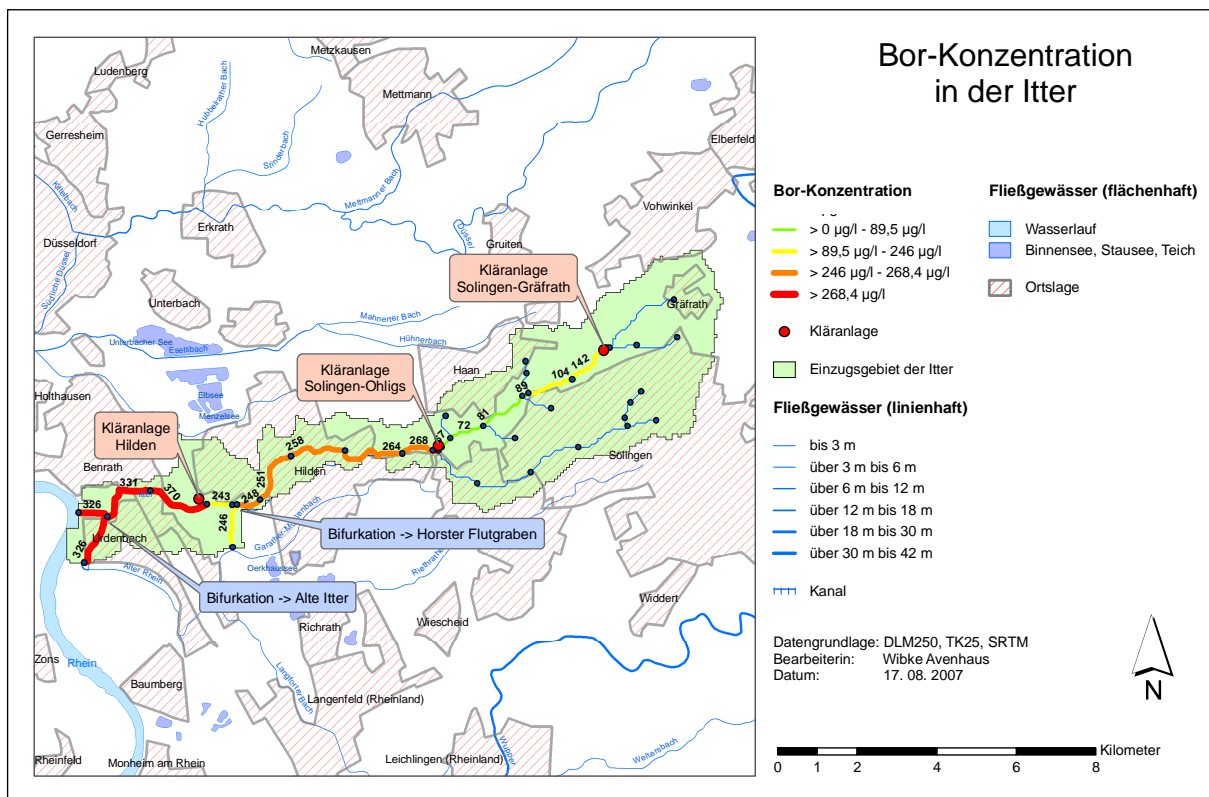 Bor-Konzentration
in der Itter
Bor-Konzentration
> 0 µg/l - 89,5 µg/l
> 89,5 µg/l - 246 µg/l
> 246 µg/l - 268,4 µg/l
> 268,4 µg/l
Kläranlage
Einzugsgebiet der Itter
Fließgewässer (linienhaft)
bis 3 m
über 3 m bis 6 m
über 6 m bis 12 m
über 12 m bis 18 m
über 18 m bis 30 m
über 30 m bis 42 m
Kanal
Fließgewässer (flächenhaft)
Wasserlauf
Binnensee, Stausee, Teich
Ortslage
Datengrundlage: DLM250, TK25, SRTM
Bearbeiterin: Wibke Avenhaus
Datum: 17. 08. 2007
N
Kilometer
0 1 2 4 6 8
Metzkausen
Ludenberg
Mettmann
Hubbelrather Bach
Stinderbach
Gerresheim
Elberfeld
Kittelbach
Mettmanner Bach
Vohwinkel
Erkrath
Düssel
Gruiten
Düsseldorf
Südliche Düssel
Kläranlage
Solingen-Gräfrath
Unterbach
Gräfrath
Mahnerter Bach
Hühnerbach
Unterbacher See
Eselsbach
Kläranlage
Solingen-Ohligs
Haan
142
104
89
81
72
67
Holthausen
Elbsee
Menzelsee
Kläranlage
Hilden
268
264
258
Hilden
251
248
243
246
Solingen
Benrath
331
370
326
326
Urdenbach
Garather-Mühlenbach
Bifurkation -> Horster Flutgraben
Oerkhaussee
Alter Rhein
Bifurkation -> Alte Itter
Widdert
Wiescheid
Richrath
Zons
Rhein
Baumberg
Langforter Bach
Langenfeld (Rheinland)
Wupper
Weltersbach
Rheinfeld
Monheim am Rhein
Leichlingen (Rheinland)